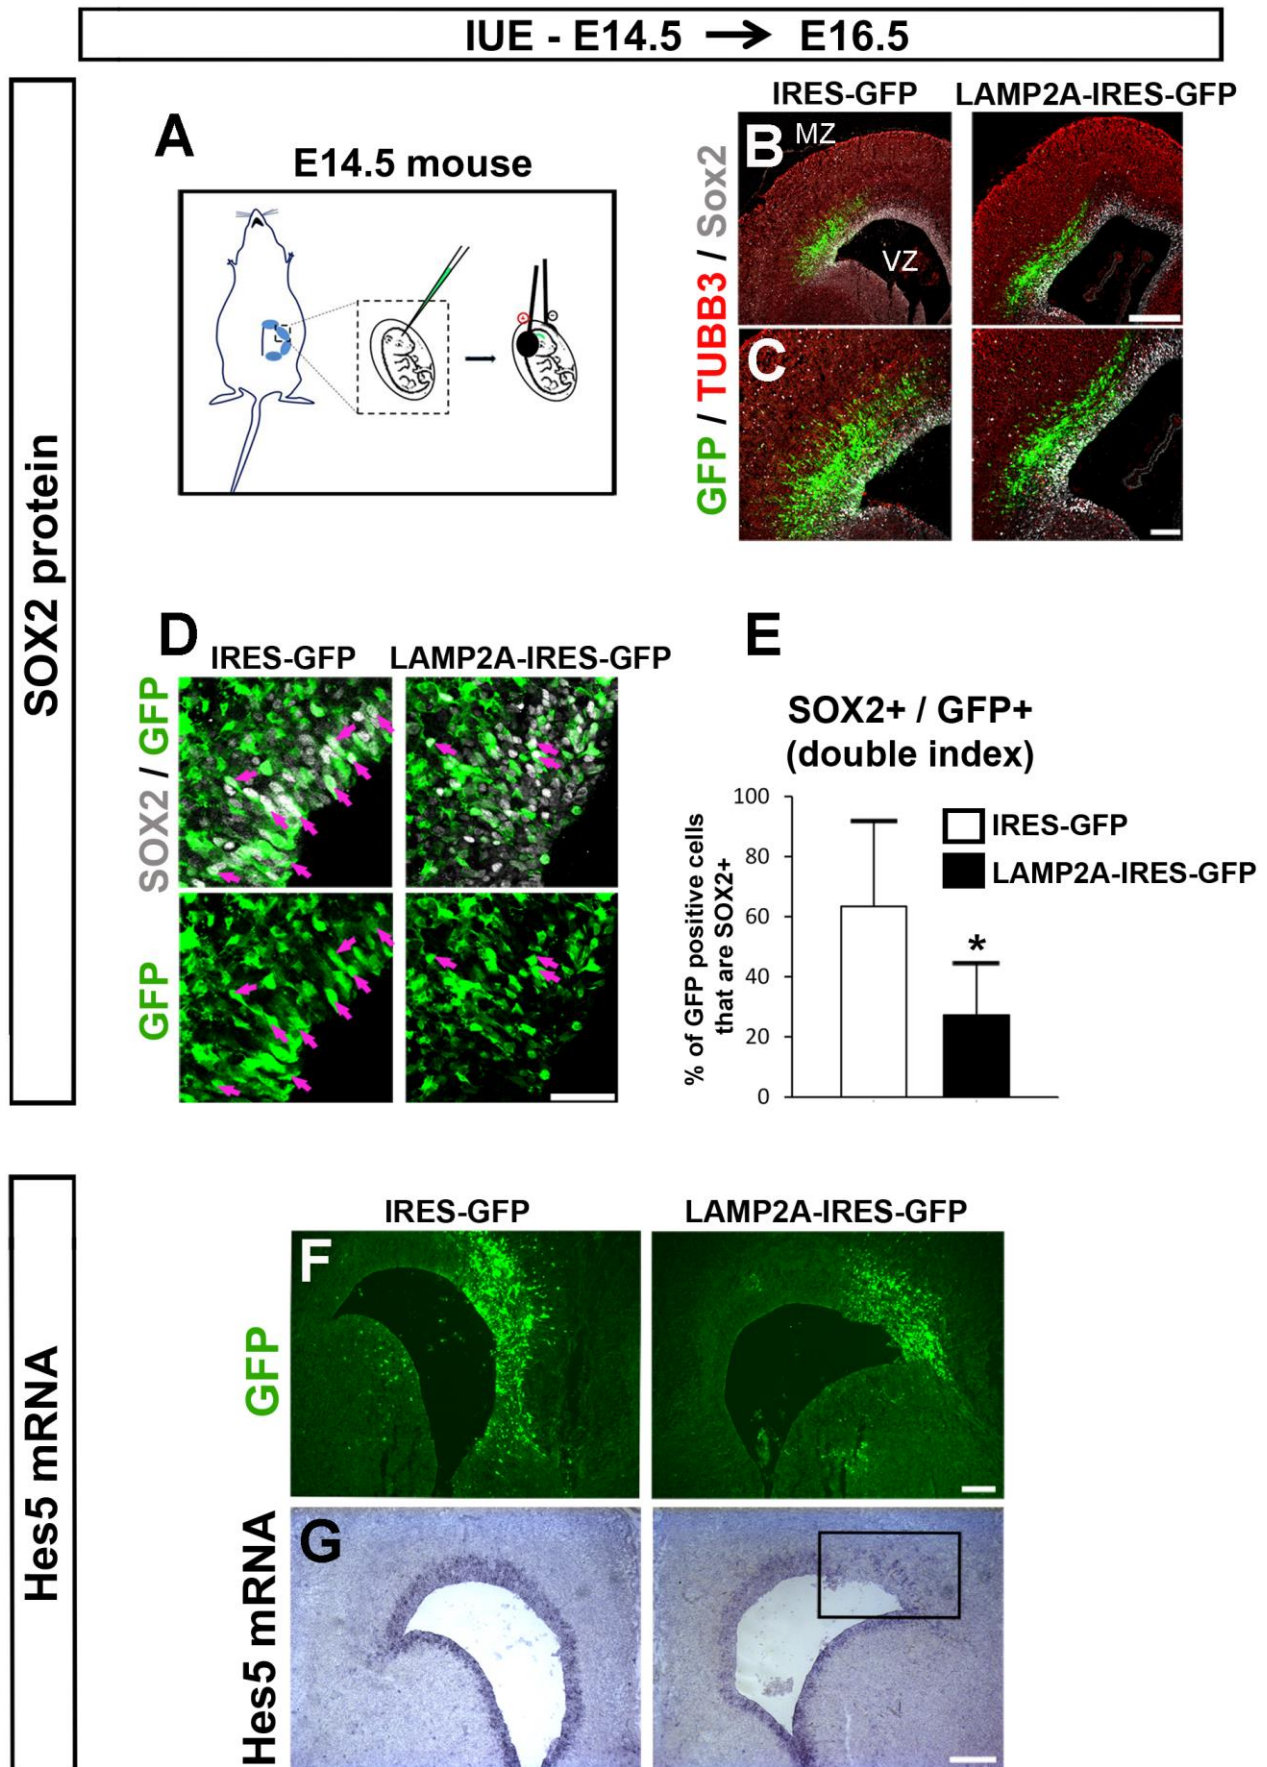 IUE - E14.5 → E16.5
SOX2 protein
A
E14.5 mouse
IRES-GFP
LAMP2A-IRES-GFP
GFP / TUBB3 / Sox2
B
MZ
VZ
C
D
IRES-GFP
LAMP2A-IRES-GFP
SOX2 / GFP
GFP
E
SOX2+ / GFP+
(double index)
% of GFP positive cells
that are SOX2+
100
80
60
40
20
0
IRES-GFP
LAMP2A-IRES-GFP
*
Hes5 mRNA
IRES-GFP
LAMP2A-IRES-GFP
F
GFP
G
Hes5 mRNA